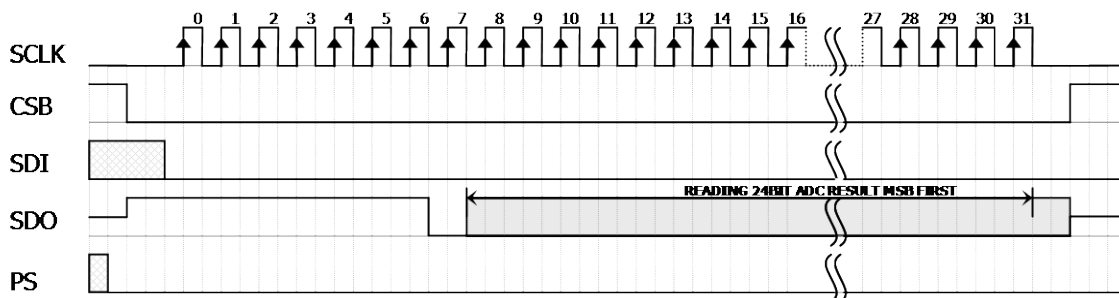 0 1 2 3 4 5 6 7 8 9 10 11 12 13 14 15 16 27 28 29 30 31
SCLK
CSB
SDI
READING 24BIT ADC RESULT MSB FIRST
SDO
PS